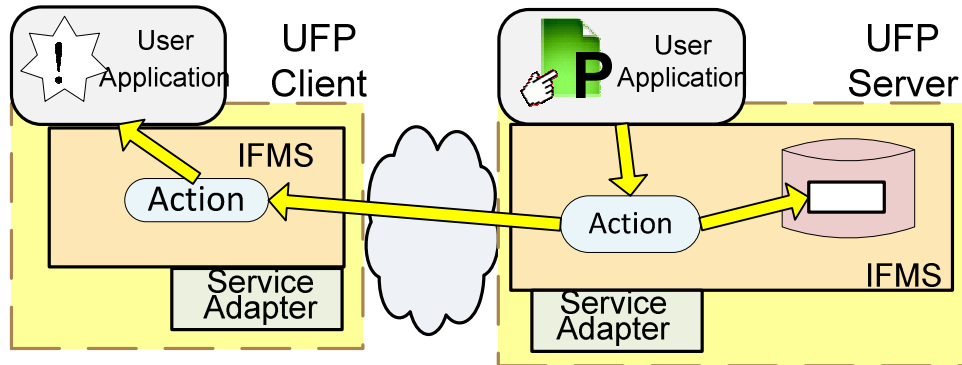 !
User
Application
UFP
Client
IFMS
Action
Service
Adapter
P
User
Application
UFP
Server
Action
IFMS
Service
Adapter